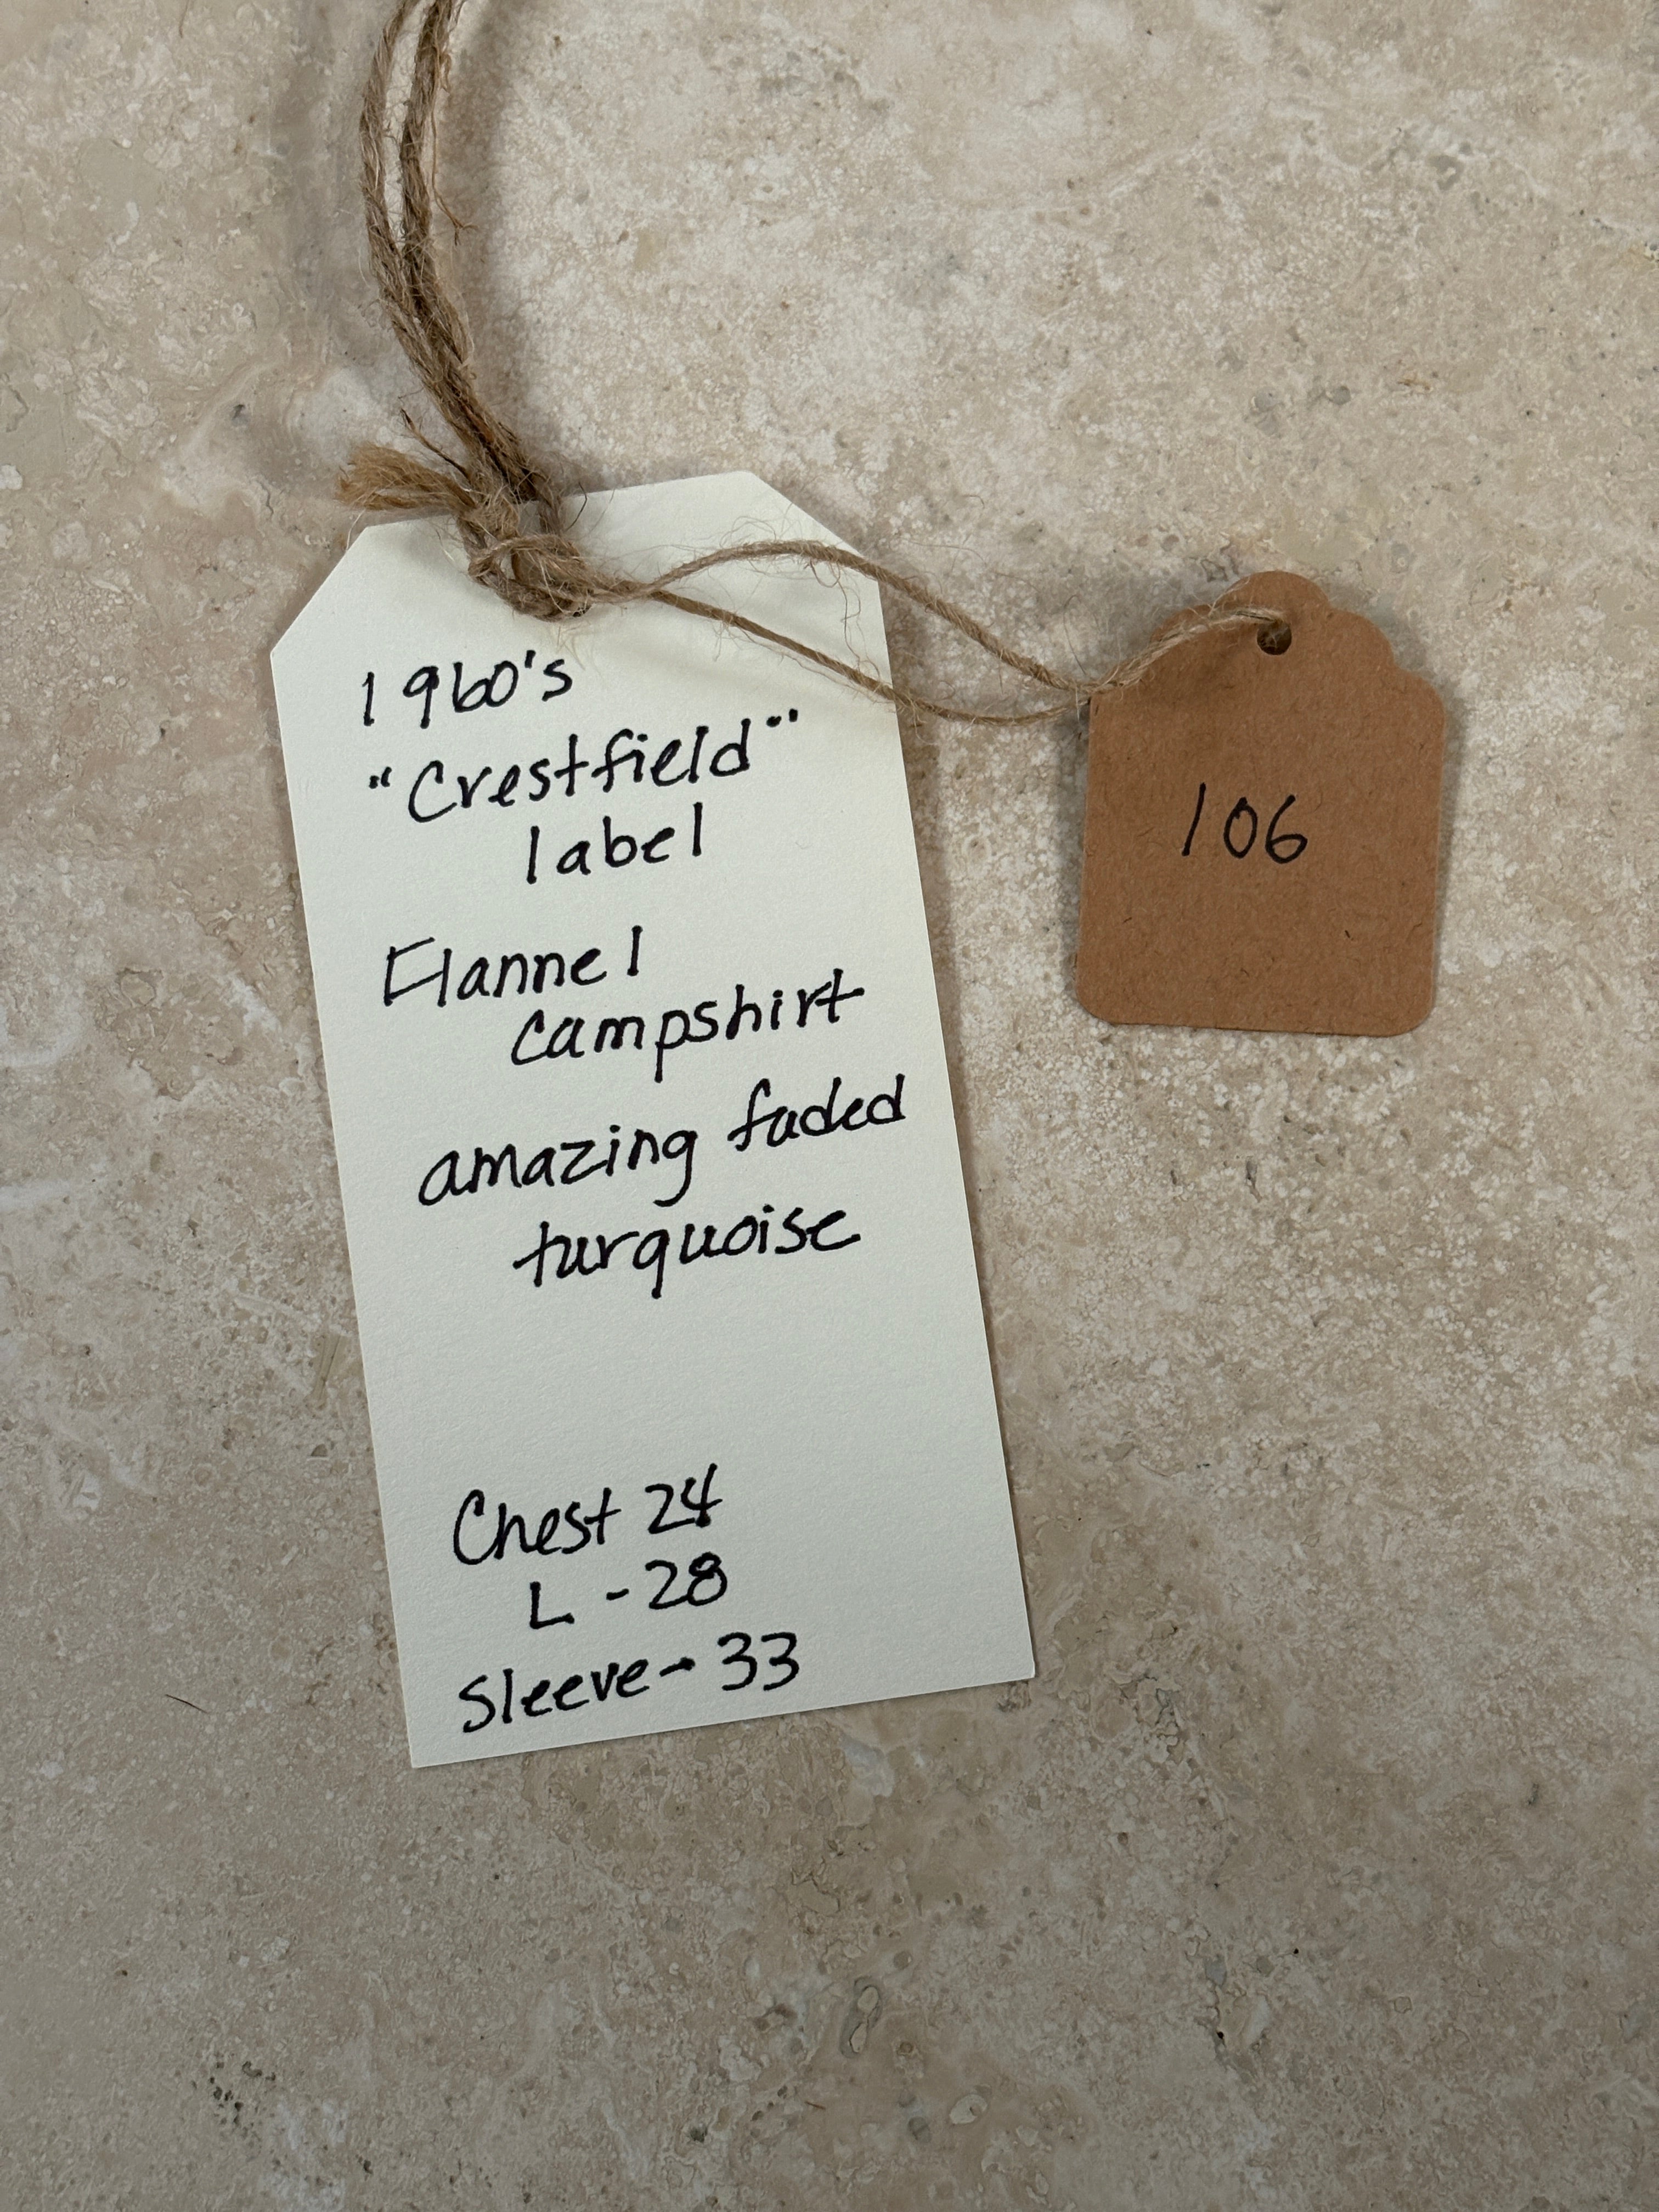 1960's
"Crestfield"
label
Flannel
campshirt
amazing faded
turquoise
Chest 24
L - 28
Sleeve - 33
106